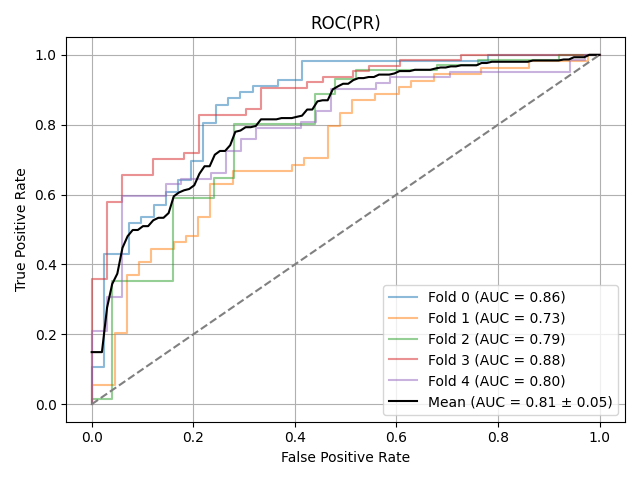 ROC(PR)
True Positive Rate
1.0
0.8
0.6
0.4
0.2
0.0
Fold 0 (AUC = 0.86)
Fold 1 (AUC = 0.73)
Fold 2 (AUC = 0.79)
Fold 3 (AUC = 0.88)
Fold 4 (AUC = 0.80)
Mean (AUC = 0.81 ± 0.05)
0.0 0.2 0.4 0.6 0.8 1.0
False Positive Rate